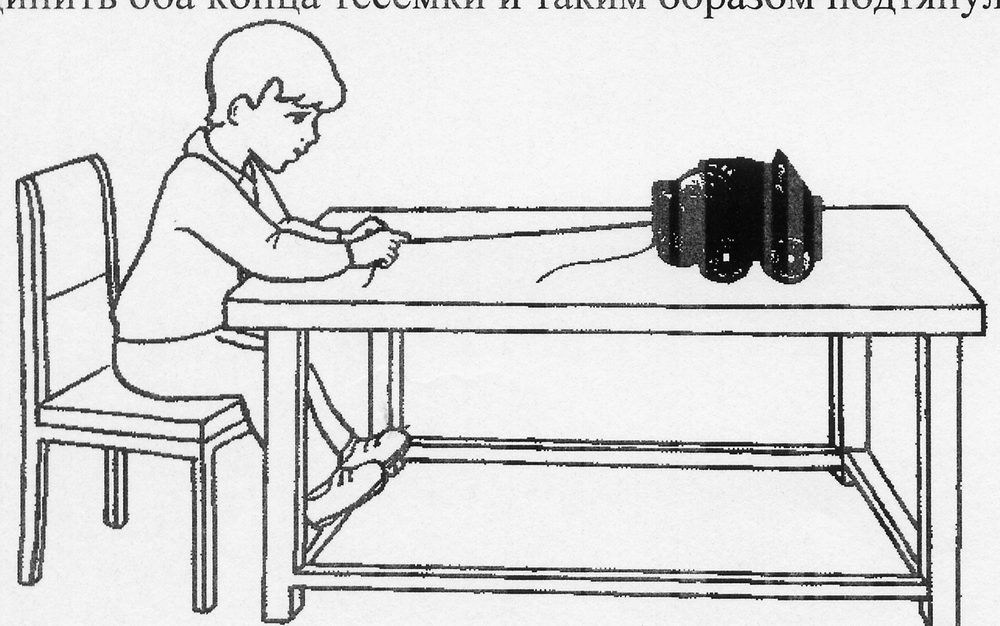 динить оба конца тесемки и таким образом подтянул